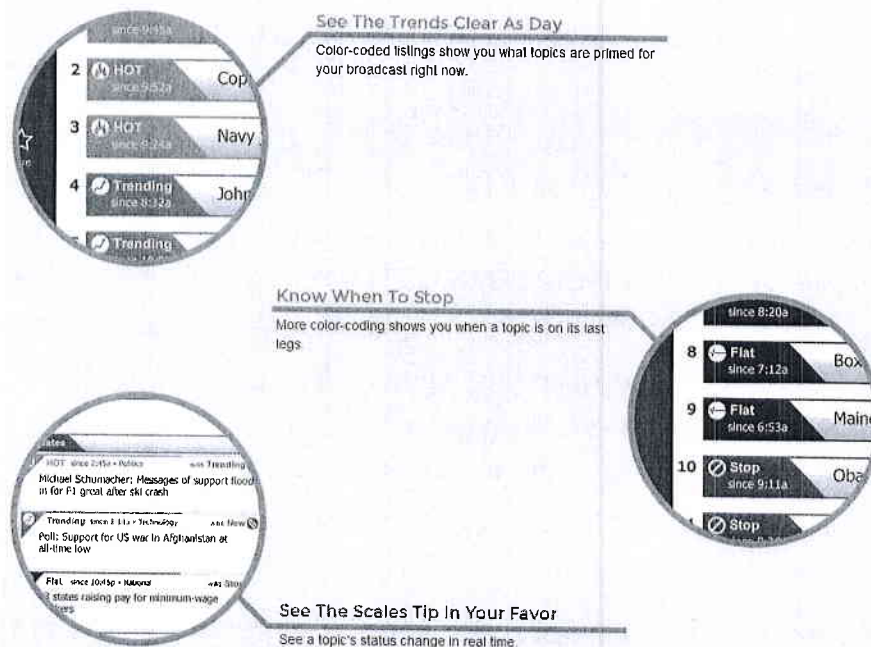 See The Trends Clear As Day
Color-coded listings show you what topics are primed for
your broadcast right now.
since 9:45a
2 HOT
since 9:52a
Cop
3 HOT
since 9:24a
Navy
4 Trending
since 8:32a
John
Trending
Know When To Stop
More color-coding shows you when a topic is on its last
legs
since 8:20a
8 Flat
since 7:12a
Box
9 Flat
since 6:53a
Maine
10 Stop
since 9:11a
Oba
Stop
HOT since 2:45a • Politics was Trending
Michael Schumacher: Messages of support flood
in for F1 great after ski crash
Trending since 8:11a • Technology was New
Poll: Support for US war in Afghanistan at
all-time low
Flat since 10:45p • National was Stop
states raising pay for minimum-wage
See The Scales Tip In Your Favor
See a topic's status change in real time.